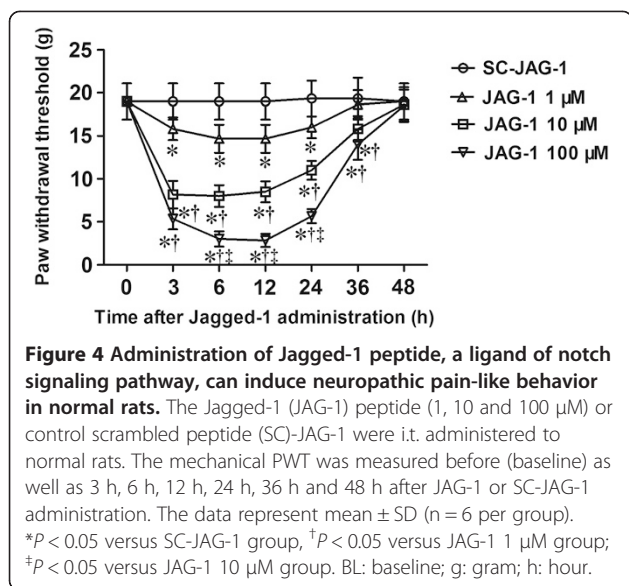 Paw withdrawal threshold (g)
30
25
20
15
10
5
0
SC-JAG-1
JAG-1 1 μM
JAG-1 10 μM
JAG-1 100 μM
* * * *
*† *† *† *† *†
*† *†‡ *†‡ *†‡ *†
0 3 6 12 24 36 48
Time after Jagged-1 administration (h)
Figure 4 Administration of Jagged-1 peptide, a ligand of notch
signaling pathway, can induce neuropathic pain-like behavior
in normal rats. The Jagged-1 (JAG-1) peptide (1, 10 and 100 μM) or
control scrambled peptide (SC)-JAG-1 were i.t. administered to
normal rats. The mechanical PWT was measured before (baseline) as
well as 3 h, 6 h, 12 h, 24 h, 36 h and 48 h after JAG-1 or SC-JAG-1
administration. The data represent mean ± SD (n = 6 per group).
*P < 0.05 versus SC-JAG-1 group, †P < 0.05 versus JAG-1 1 μM group;
‡P < 0.05 versus JAG-1 10 μM group. BL: baseline; g: gram; h: hour.